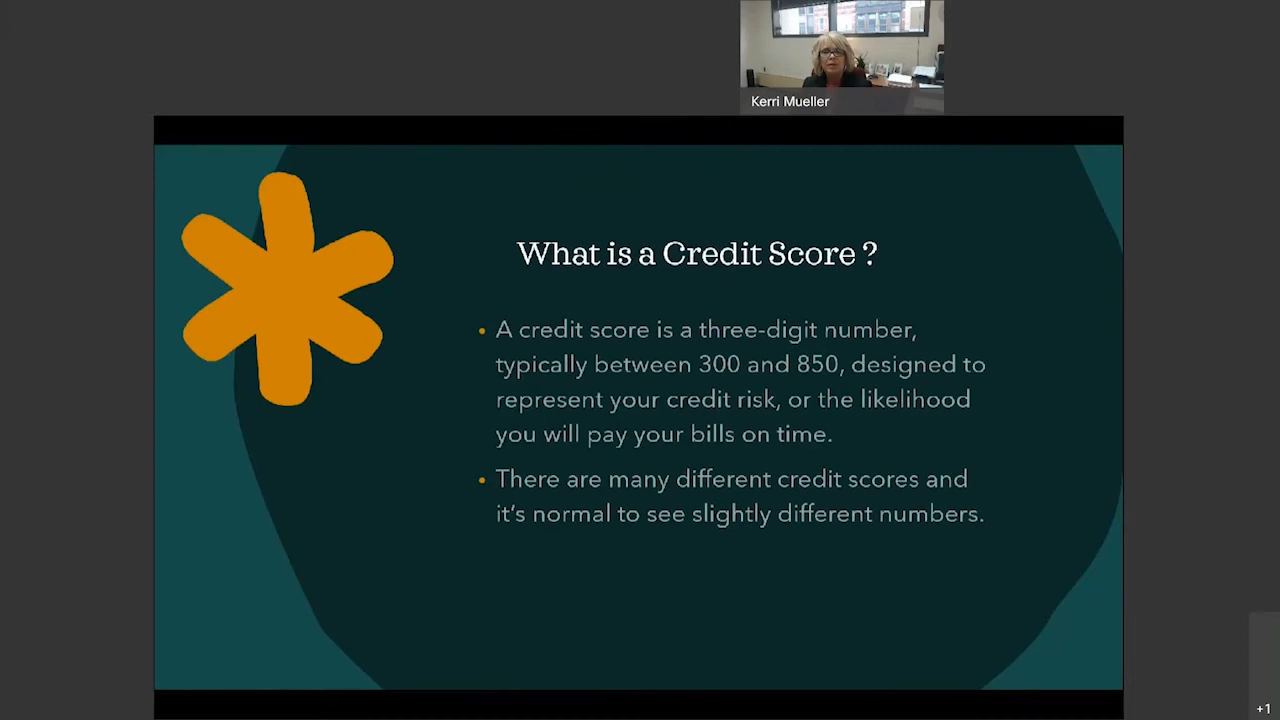 Kerri Mueller
What is a Credit Score ?
• A credit score is a three-digit number,
typically between 300 and 850, designed to
represent your credit risk, or the likelihood
you will pay your bills on time.
• There are many different credit scores and
it's normal to see slightly different numbers.
+1